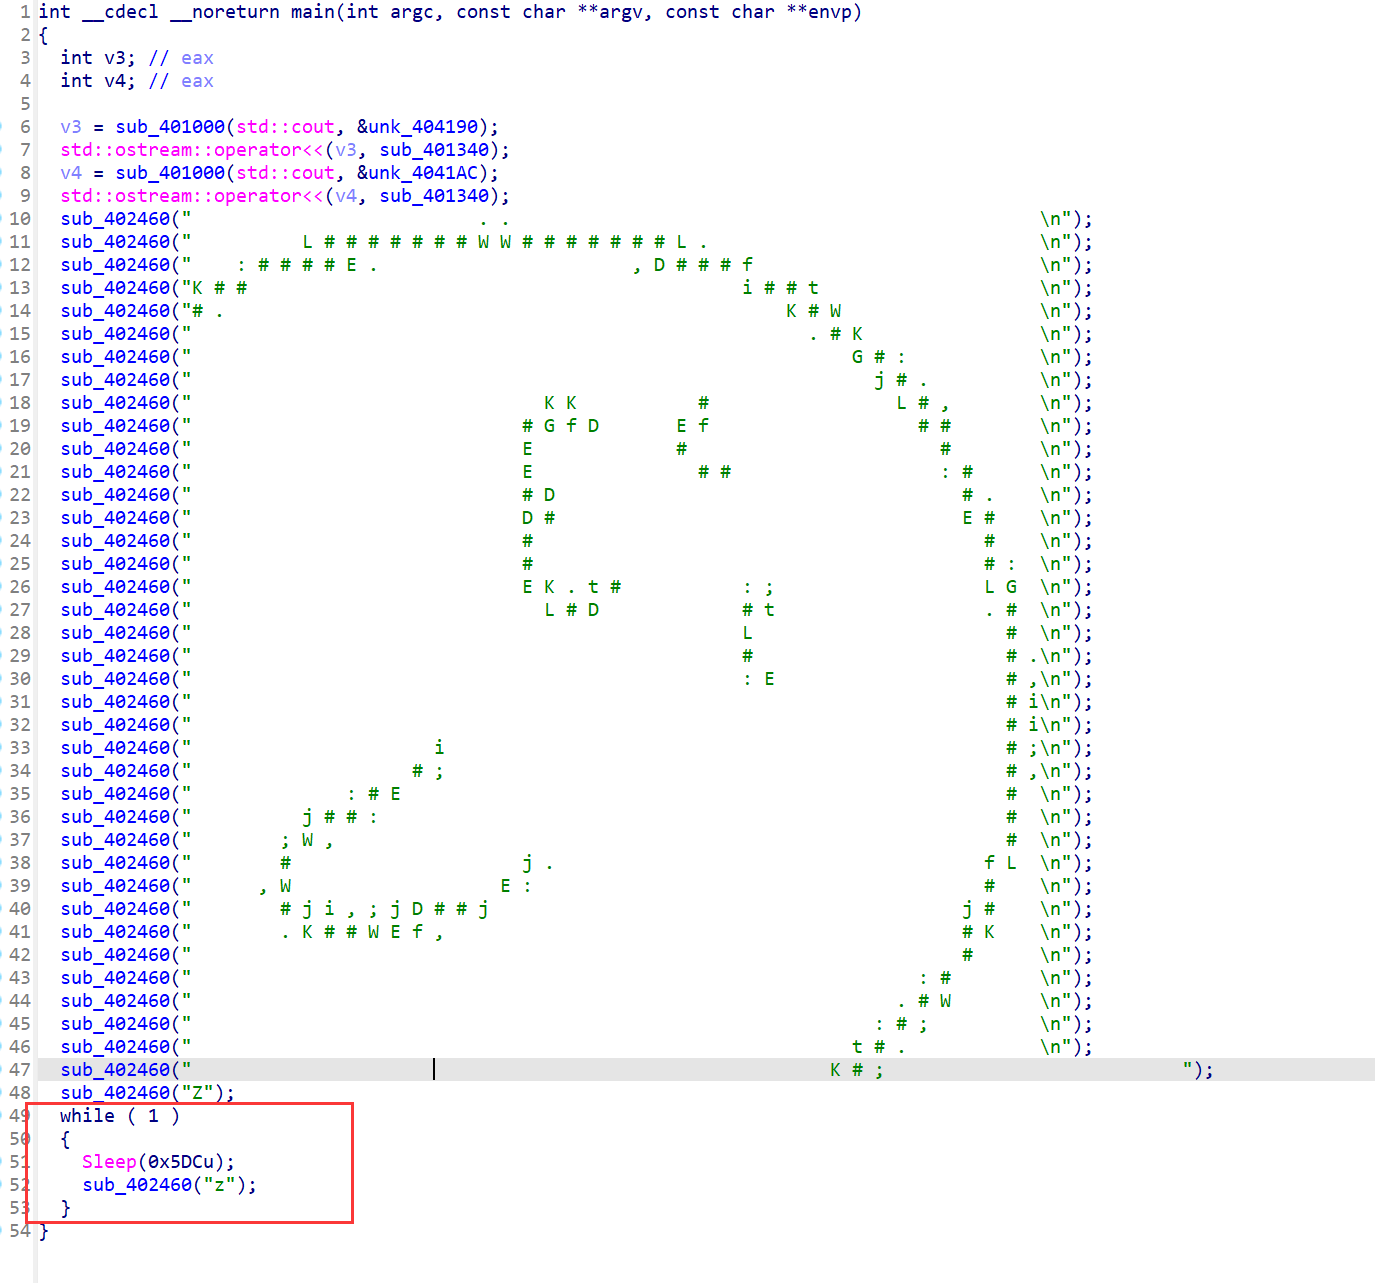 1 int __cdecl __noreturn main(int argc, const char **argv, const char **envp)
2 {
3   int v3; // eax
4   int v4; // eax
5
6   v3 = sub_401000(std::cout, &unk_404190);
7   std::ostream::operator<<(v3, sub_401340);
8   v4 = sub_401000(std::cout, &unk_4041AC);
9   std::ostream::operator<<(v4, sub_401340);
10   sub_402460("                          . .                                                \n");
11   sub_402460("          L # # # # # # # W W # # # # # # # L .                              \n");
12   sub_402460("    : # # # # E .                       , D # # # f                          \n");
13   sub_402460("K # #                                             i # # t                    \n");
14   sub_402460("# .                                                   K # W                  \n");
15   sub_402460("                                                        . # K                \n");
16   sub_402460("                                                            G # :            \n");
17   sub_402460("                                                              j # .          \n");
18   sub_402460("                                K K           #                 L # ,        \n");
19   sub_402460("                              # G f D       E f                   # #        \n");
20   sub_402460("                              E             #                       #        \n");
21   sub_402460("                              E               # #                   : #      \n");
22   sub_402460("                              # D                                     # .    \n");
23   sub_402460("                              D #                                     E #    \n");
24   sub_402460("                              #                                         #    \n");
25   sub_402460("                              #                                         # :  \n");
26   sub_402460("                              E K . t #           : ;                   L G  \n");
27   sub_402460("                                L # D             # t                   . #  \n");
28   sub_402460("                                                  L                       #  \n");
29   sub_402460("                                                  #                       # .\n");
30   sub_402460("                                                  : E                     # ,\n");
31   sub_402460("                                                                          # i\n");
32   sub_402460("                                                                          # i\n");
33   sub_402460("                      i                                                   # ;\n");
34   sub_402460("                    # ;                                                   # ,\n");
35   sub_402460("              : # E                                                       #  \n");
36   sub_402460("          j # # :                                                         #  \n");
37   sub_402460("        ; W ,                                                             #  \n");
38   sub_402460("        #                     j .                                       f L  \n");
39   sub_402460("      , W                   E :                                         #    \n");
40   sub_402460("        # j i , ; j D # # j                                           j #    \n");
41   sub_402460("        . K # # W E f ,                                               # K    \n");
42   sub_402460("                                                                      #      \n");
43   sub_402460("                                                                  : #        \n");
44   sub_402460("                                                                . # W        \n");
45   sub_402460("                                                              : # ;          \n");
46   sub_402460("                                                            t # .            \n");
47   sub_402460("                                                          K # ;                           ");
48   sub_402460("Z");
49   while ( 1 )
50   {
51     Sleep(0x5DCu);
52     sub_402460("z");
53   }
54 }